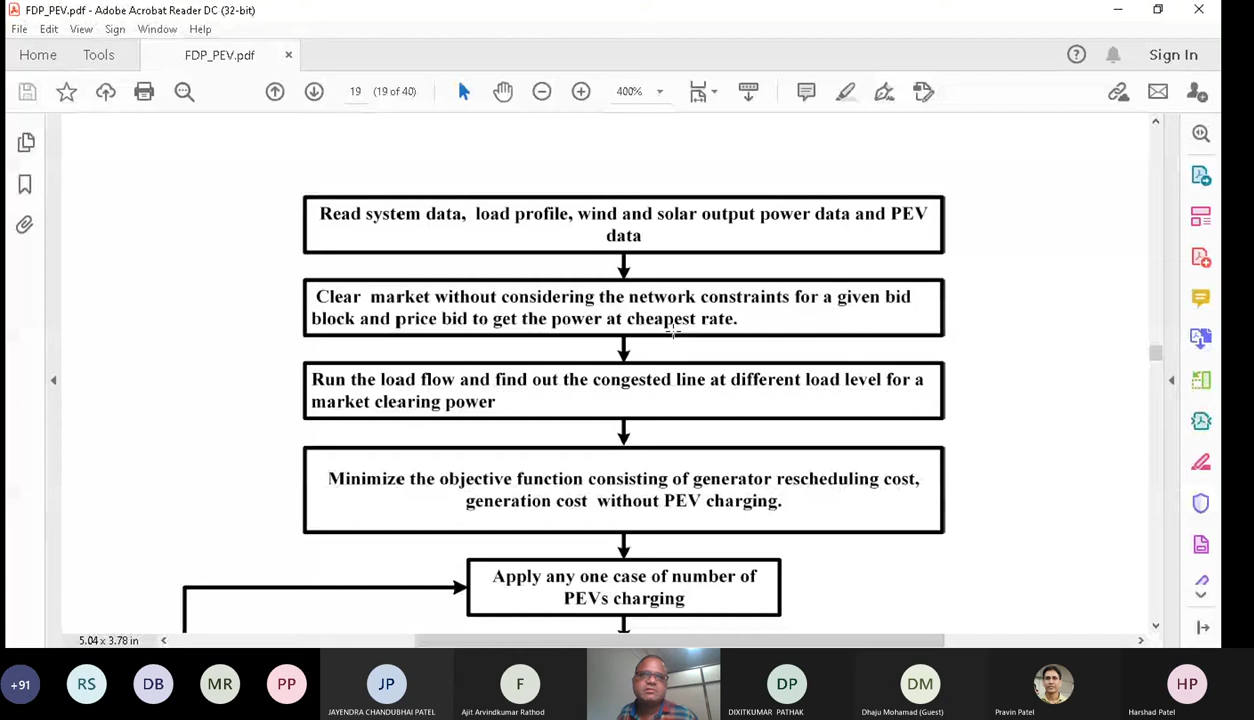 FDP_PEV.pdf - Adobe Acrobat Reader DC (32-bit)
File Edit View Sign Window Help
Home Tools FDP_PEV.pdf × Sign In
19 (19 of 40) 400%
Read system data, load profile, wind and solar output power data and PEV
data
Clear market without considering the network constraints for a given bid
block and price bid to get the power at cheapest rate.
Run the load flow and find out the congested line at different load level for a
market clearing power
Minimize the objective function consisting of generator rescheduling cost,
generation cost without PEV charging.
Apply any one case of number of
PEVs charging
5.04 x 3.78 in
+91 RS DB MR PP JP F DP DM HP
JAYENDRA CHANDUBHAI PATEL Ajit Arvindkumar Rathod DIXITKUMAR PATHAK Dhaju Mohamad (Guest) Pravin Patel Harshad Patel